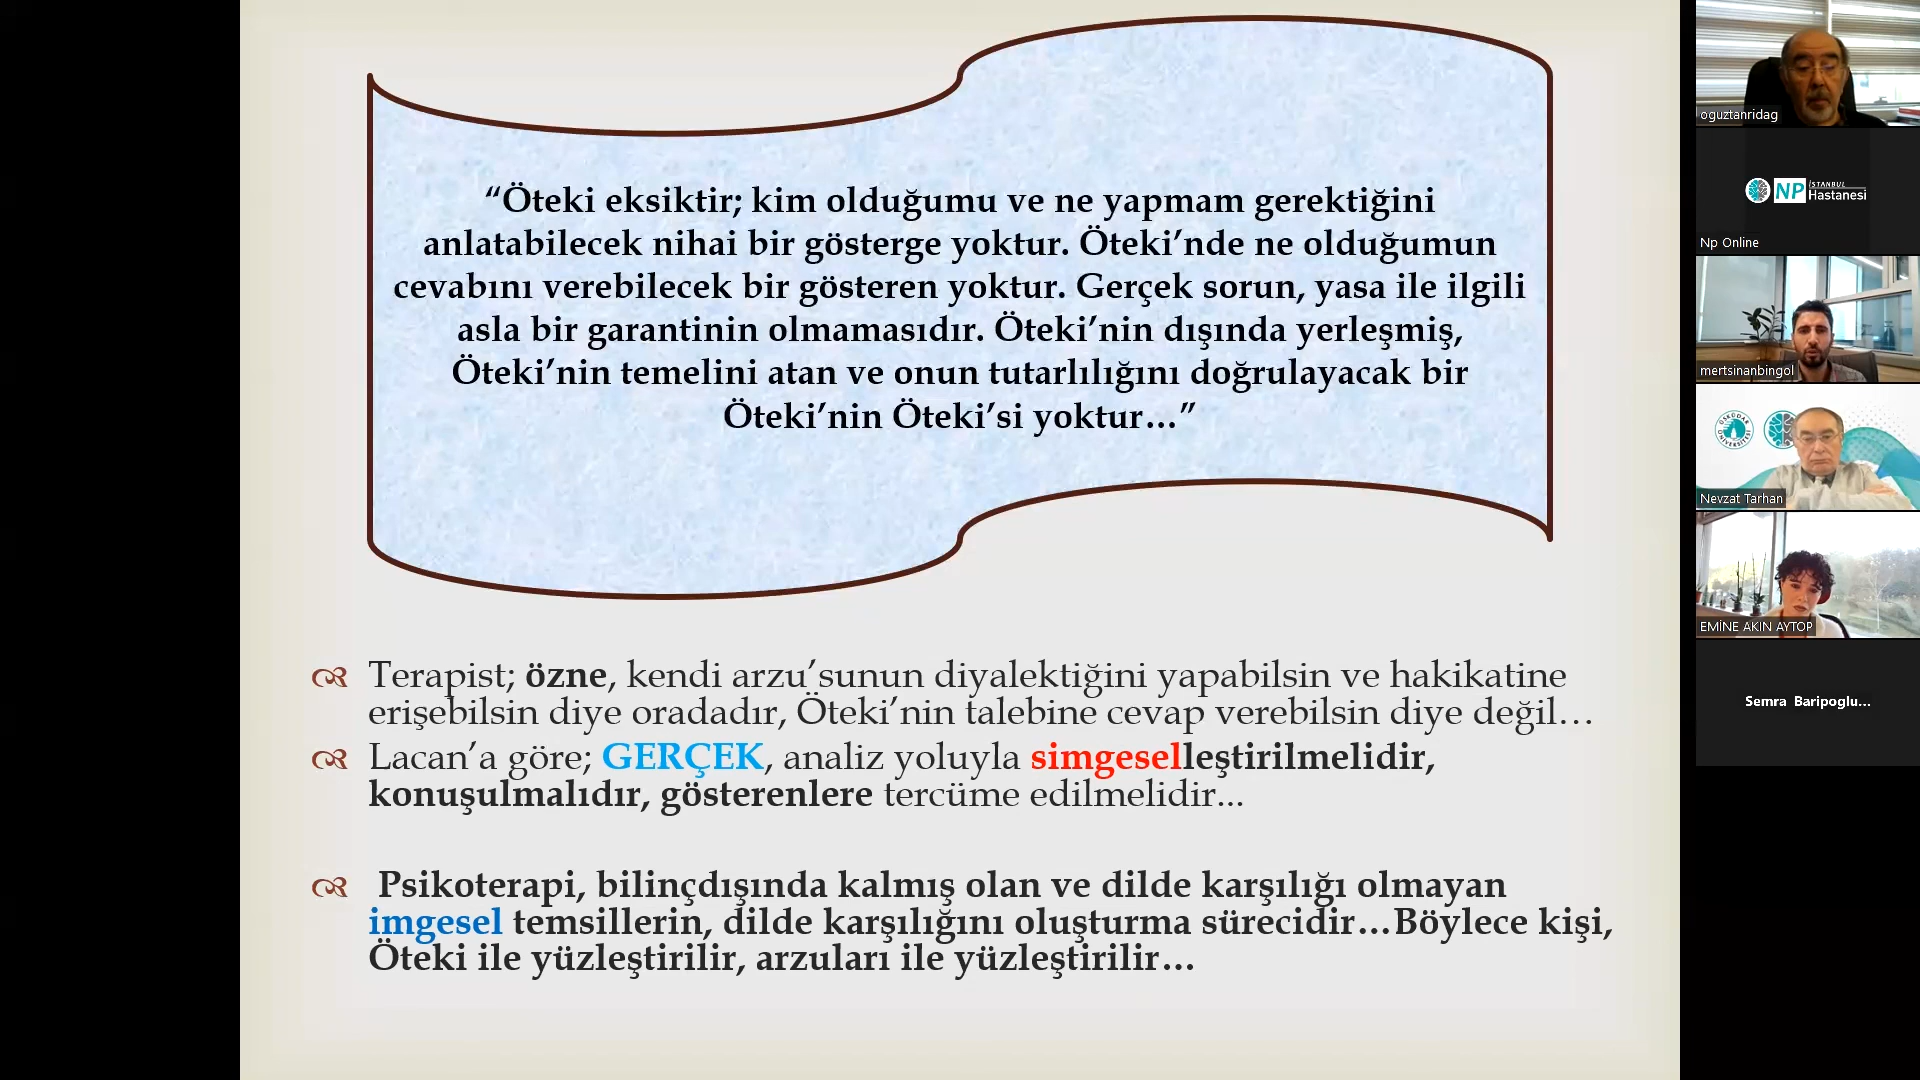 “Öteki eksiktir; kim olduğumu ve ne yapmam gerektiğini
anlatabilecek nihai bir gösterge yoktur. Öteki’nde ne olduğumun
cevabını verebilecek bir gösteren yoktur. Gerçek sorun, yasa ile ilgili
asla bir garantinin olmamasıdır. Öteki’nin dışında yerleşmiş,
Öteki’nin temelini atan ve onun tutarlılığını doğrulayacak bir
Öteki’nin Öteki’si yoktur…”
Terapist; özne, kendi arzu’sunun diyalektiğini yapabilsin ve hakikatine
erişebilsin diye oradadır, Öteki’nin talebine cevap verebilsin diye değil…
Lacan’a göre; GERÇEK, analiz yoluyla simgeselleştirilmelidir,
konuşulmalıdır, gösterenlere tercüme edilmelidir...
Psikoterapi, bilinçdışında kalmış olan ve dilde karşılığı olmayan
imgesel temsillerin, dilde karşılığını oluşturma sürecidir…Böylece kişi,
Öteki ile yüzleştirilir, arzuları ile yüzleştirilir…
oguztanridag
NP İSTANBUL
Hastanesi
Np Online
mertsinanbingol
ÜSKÜDAR ÜNİVERSİTESİ
Nevzat Tarhan
EMİNE AKIN AYTOP
Semra Baripoglu...